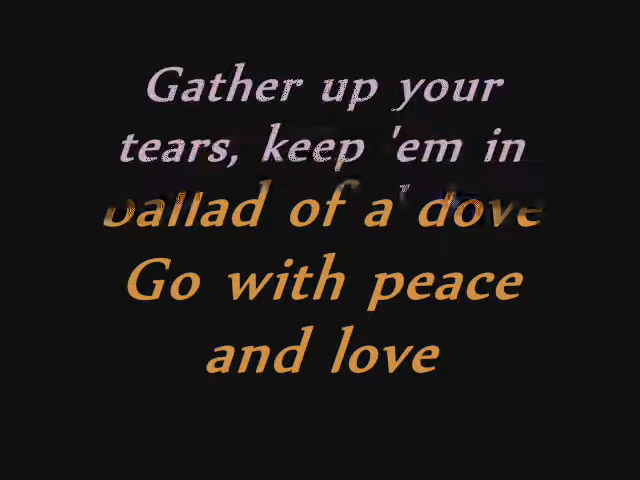 Gather up your
tears, keep 'em in
ballad of a dove
Go with peace
and love